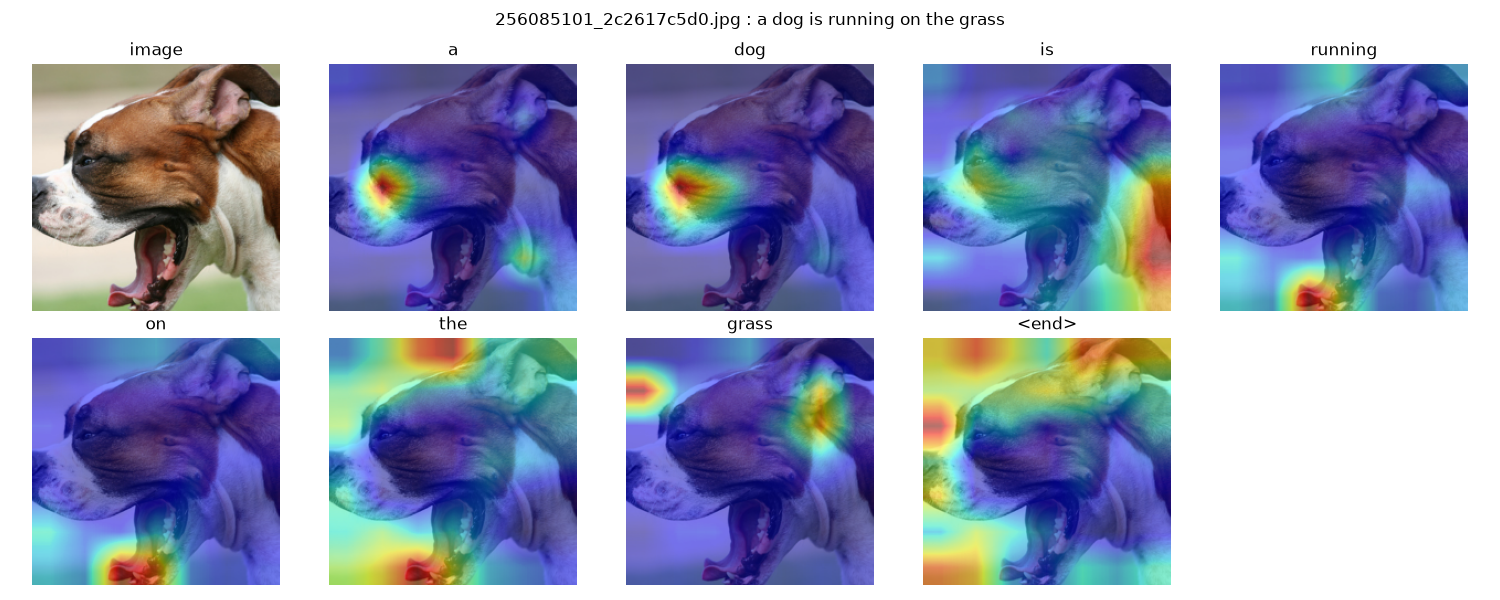 256085101_2c2617c5d0.jpg : a dog is running on the grass
image
a
dog
is
running
on
the
grass
<end>